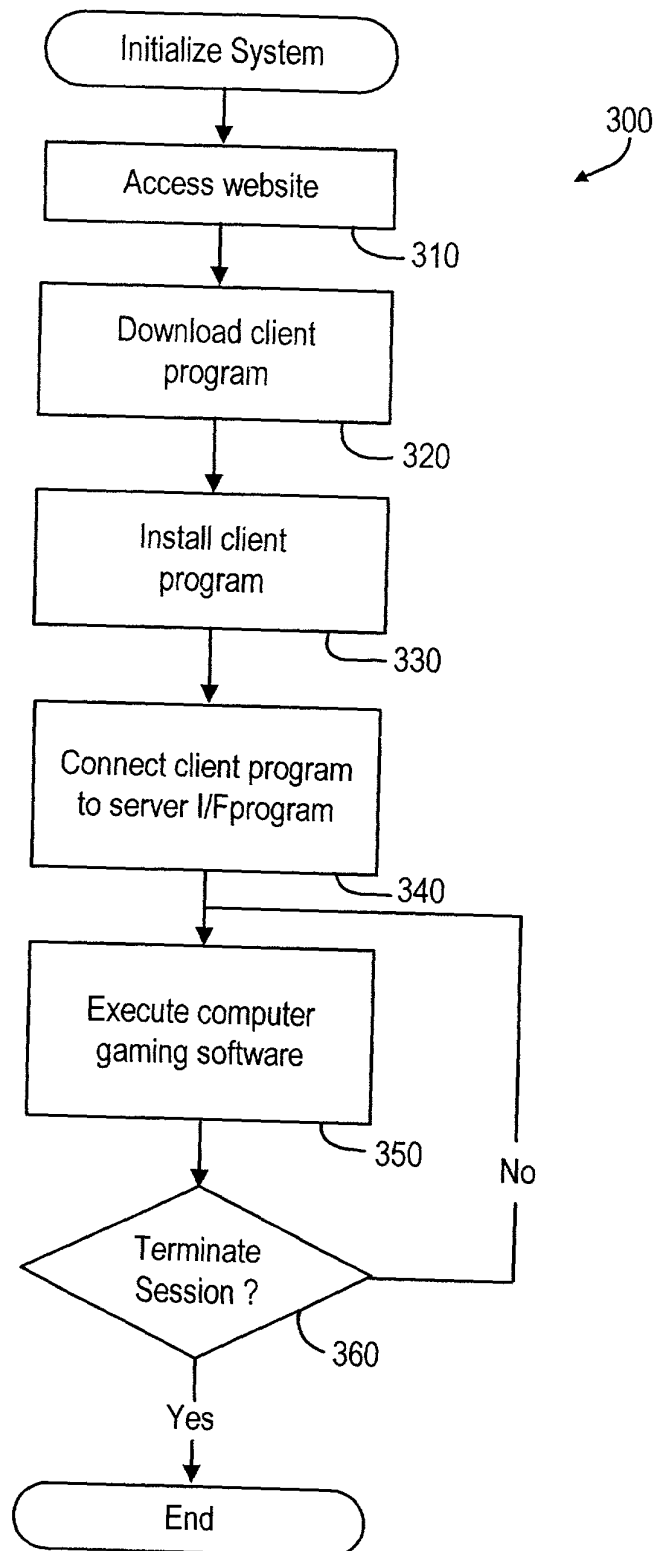 Initialize System
300
Access website
310
Download client
program
320
Install client
program
330
Connect client program
to server I/Fprogram
340
Execute computer
gaming software
350
No
Terminate
Session ?
360
Yes
End